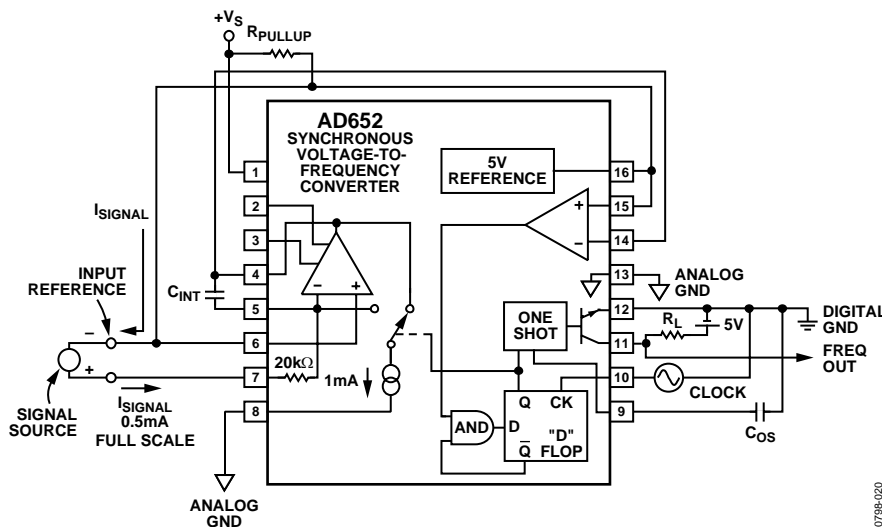 +VS
RPULLUP
AD652
SYNCHRONOUS
VOLTAGE-TO-
FREQUENCY
CONVERTER
5V
REFERENCE
1
2
3
4
5
6
7
8
16
15
14
13
12
11
10
9
ISIGNAL
INPUT
REFERENCE
CINT
–
+
SIGNAL
SOURCE
ISIGNAL
0.5mA
FULL SCALE
ANALOG
GND
– +
20kΩ
1mA
+
–
ONE
SHOT
AND
Q CK
D "D"
FLOP
Q̅
ANALOG
GND
RL
5V
DIGITAL
GND
FREQ
OUT
CLOCK
COS
00798-020